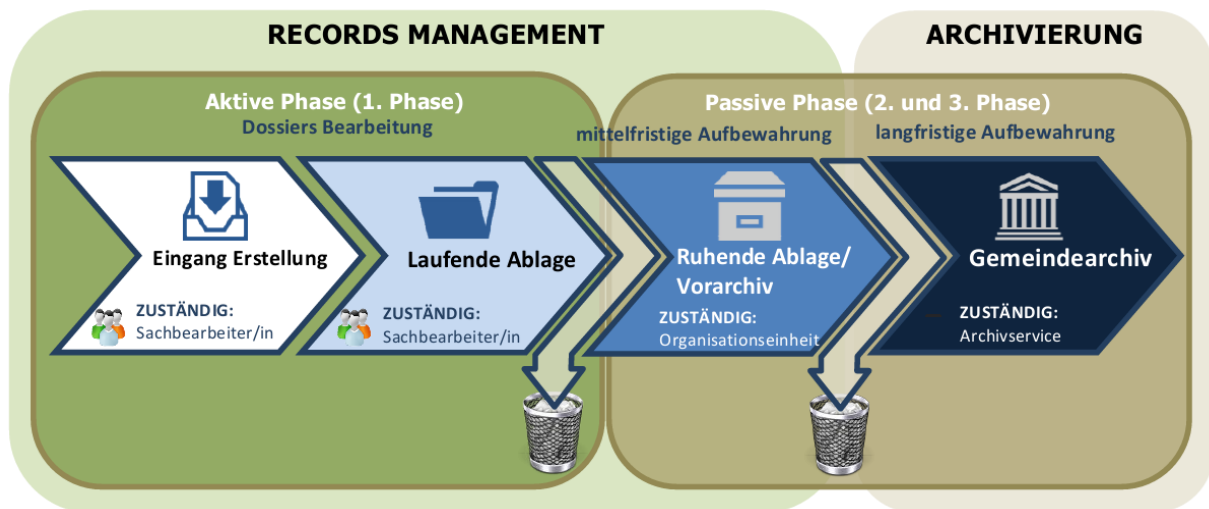 RECORDS MANAGEMENT
ARCHIVIERUNG
Aktive Phase (1. Phase)
Dossiers Bearbeitung
Passive Phase (2. und 3. Phase)
mittelfristige Aufbewahrung
langfristige Aufbewahrung
Eingang Erstellung
ZUSTÄNDIG:
Sachbearbeiter/in
Laufende Ablage
ZUSTÄNDIG:
Sachbearbeiter/in
Ruhende Ablage/
Vorarchiv
ZUSTÄNDIG:
Organisationseinheit
Gemeindearchiv
ZUSTÄNDIG:
Archivservice